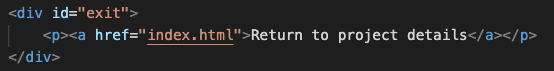 <div id="exit">
    <p><a href="index.html">Return to project details</a></p>
</div>